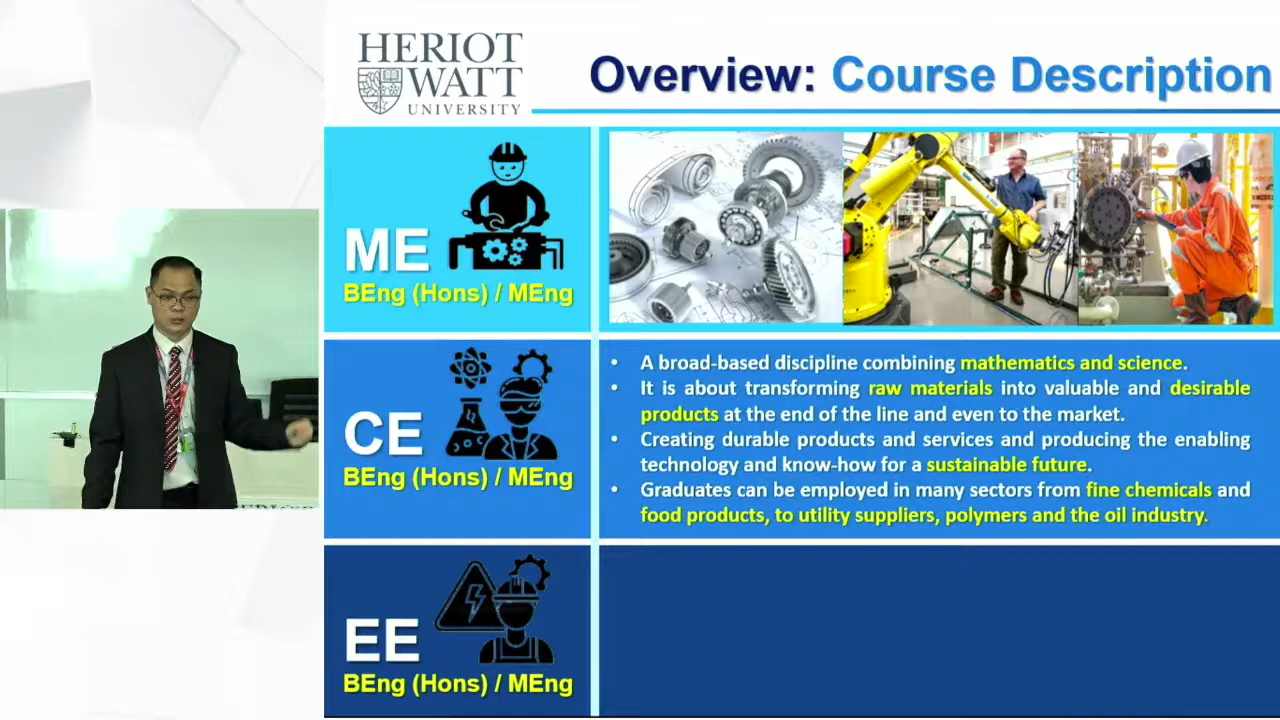 HERIOT
WATT
UNIVERSITY
Overview: Course Description
ME
BEng (Hons) / MEng
CE
BEng (Hons) / MEng
• A broad-based discipline combining mathematics and science.
• It is about transforming raw materials into valuable and desirable
products at the end of the line and even to the market.
• Creating durable products and services and producing the enabling
technology and know-how for a sustainable future.
• Graduates can be employed in many sectors from fine chemicals and
food products, to utility suppliers, polymers and the oil industry.
EE
BEng (Hons) / MEng